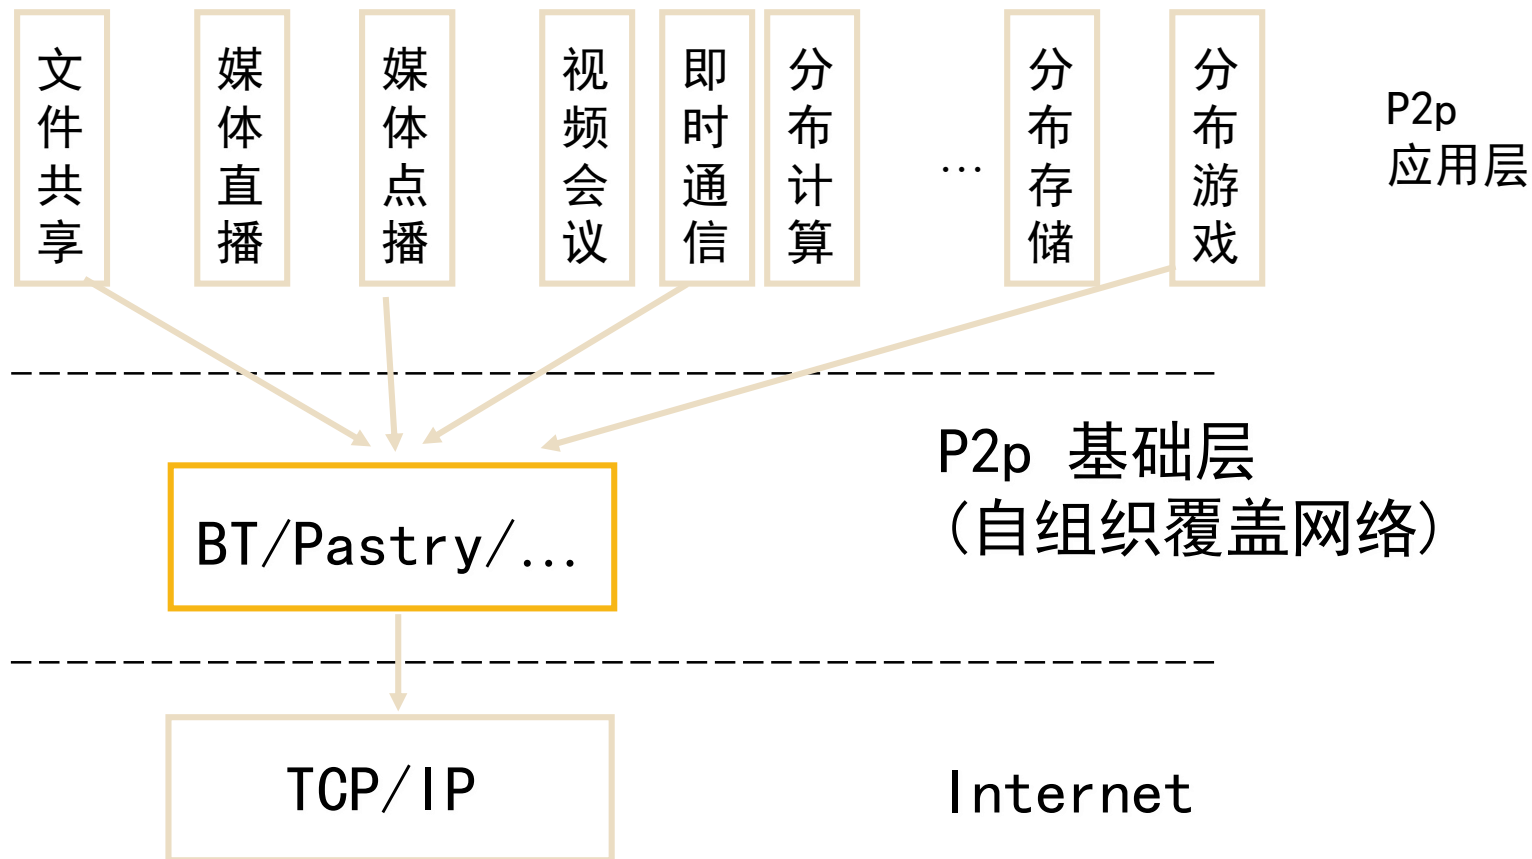 文件共享
媒体直播
媒体点播
视频会议
即时通信
分布计算
...
分布存储
分布游戏
P2p
应用层
P2p 基础层
(自组织覆盖网络)
BT/Pastry/...
TCP/IP
Internet